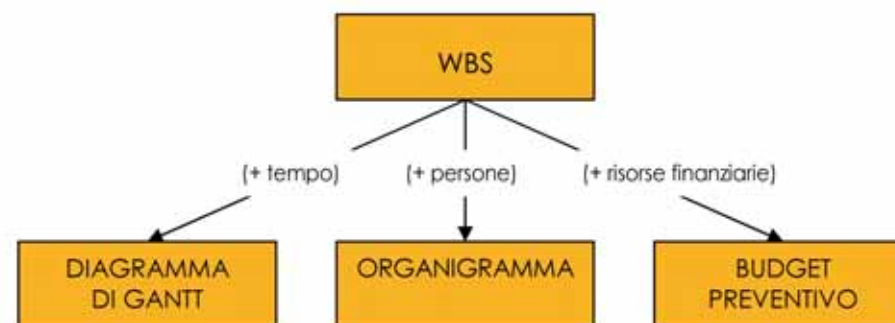 WBS
(+ tempo)
(+ persone)
(+ risorse finanziarie)
DIAGRAMMA
DI GANTT
ORGANIGRAMMA
BUDGET
PREVENTIVO